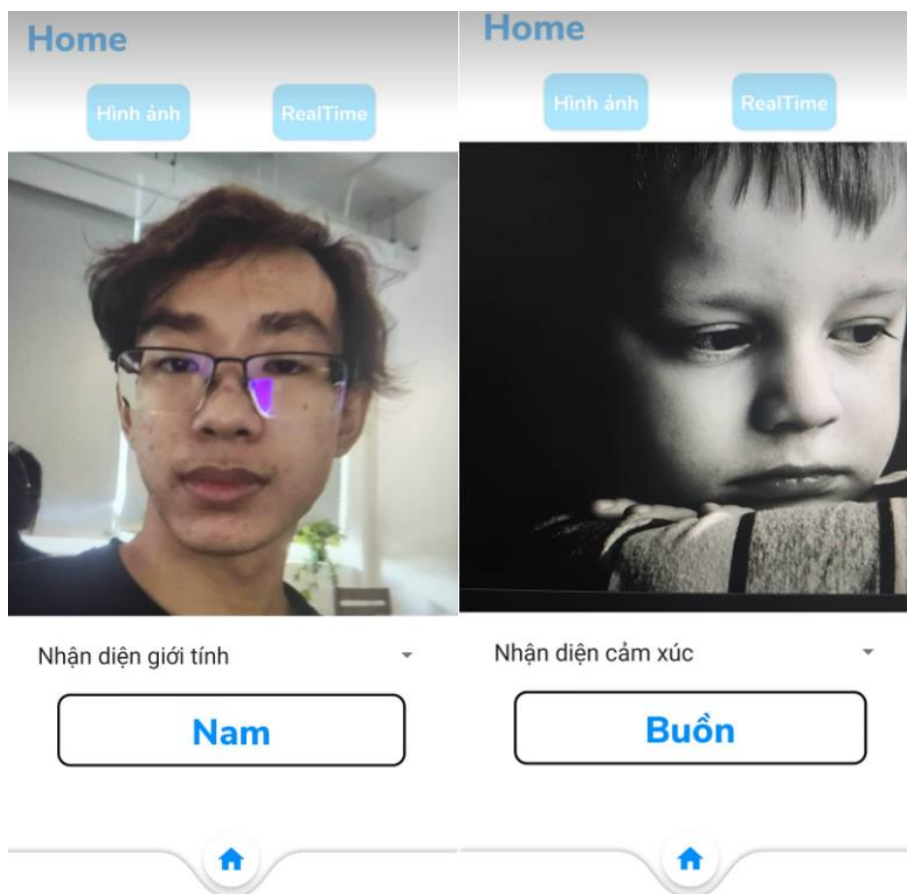 Home
Hình ảnh
RealTime
Nhận diện giới tính
Nam
Home
Hình ảnh
RealTime
Nhận diện cảm xúc
Buồn